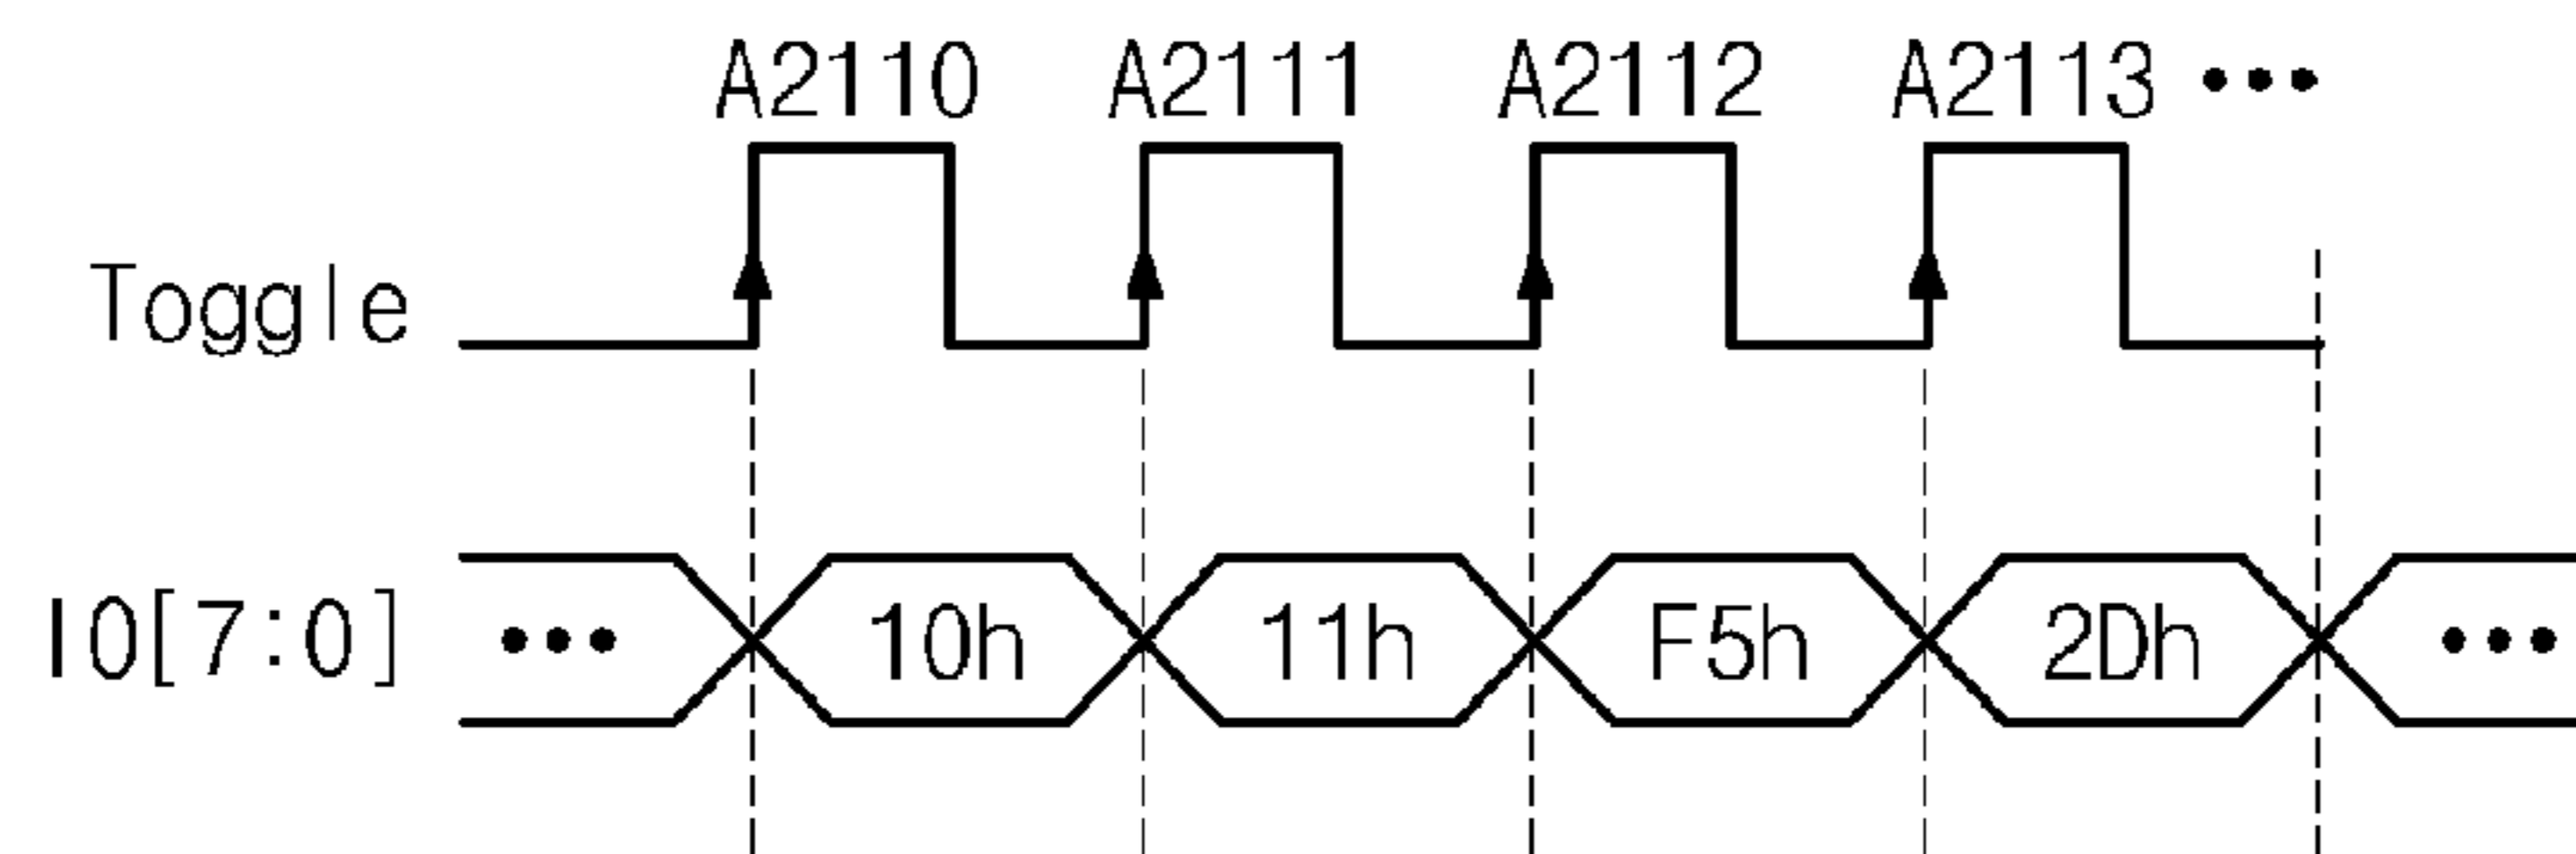 A2110 A2111 A2112 A2113 •••
Toggle
IO[7:0] ••• 10h 11h F5h 2Dh •••